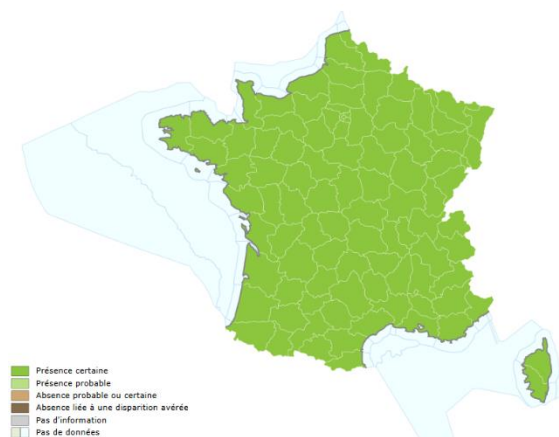 Présence certaine
Présence probable
Absence probable ou certaine
Absence liée à une disparition avérée
Pas d'information
Pas de données